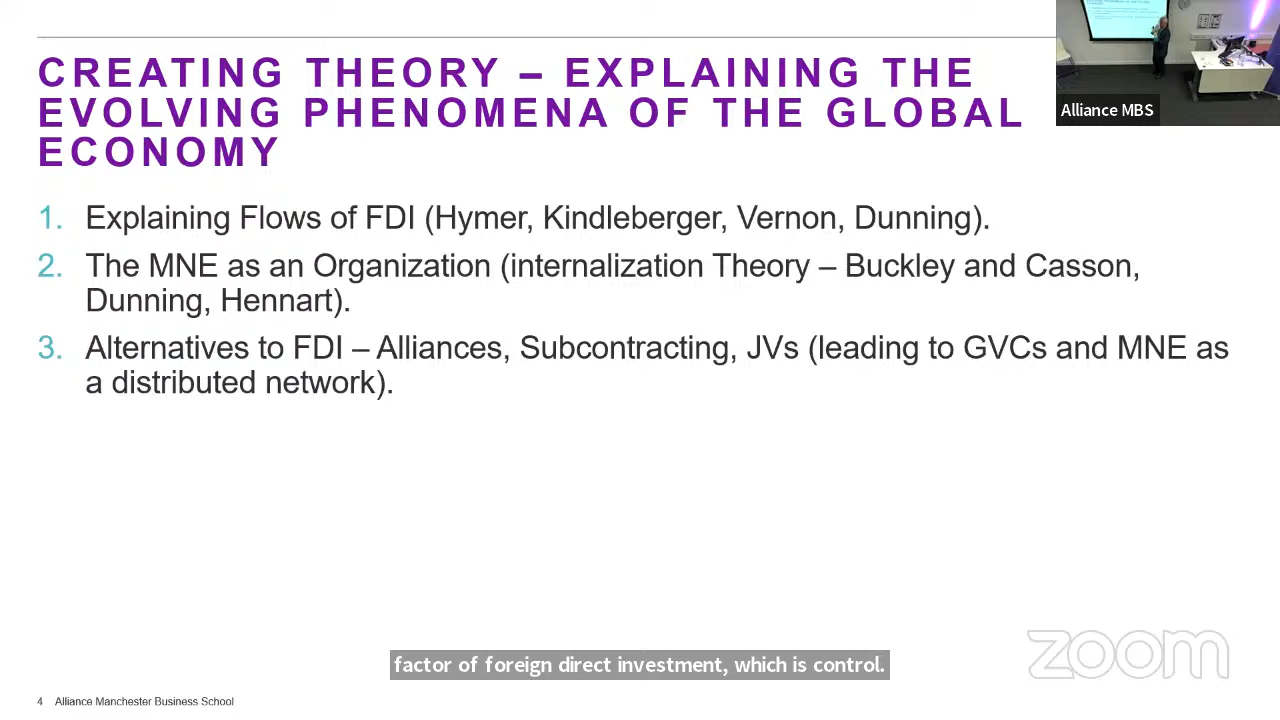 CREATING THEORY – EXPLAINING THE
EVOLVING PHENOMENA OF THE GLOBAL
ECONOMY
Alliance MBS
1. Explaining Flows of FDI (Hymer, Kindleberger, Vernon, Dunning).
2. The MNE as an Organization (internalization Theory – Buckley and Casson,
Dunning, Hennart).
3. Alternatives to FDI – Alliances, Subcontracting, JVs (leading to GVCs and MNE as
a distributed network).
factor of foreign direct investment, which is control.
zoom
4 Alliance Manchester Business School